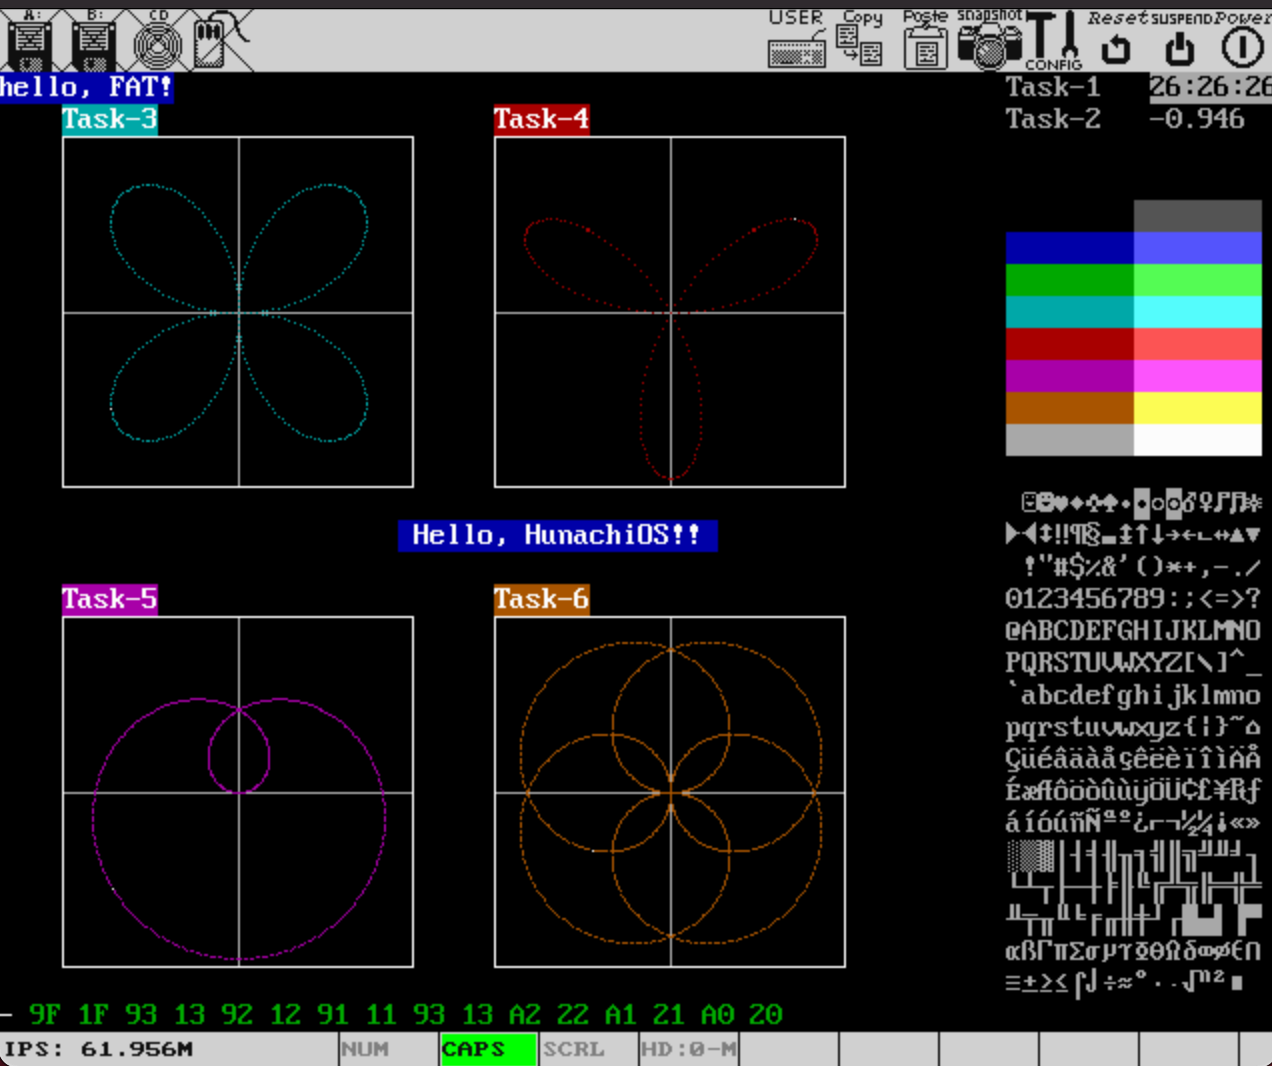 A: B: CD USER Copy Paste snapshot CONFIG Reset SUSPEND Power
hello, FAT!
Task-1 26:26:26
Task-2 -0.946
Task-3
Task-4
Hello, HunachiOS!!
!"#$%&'()*+,-./
0123456789:;<=>?
@ABCDEFGHIJKLMNO
PQRSTUVWXYZ[\]^_
`abcdefghijklmno
pqrstuvwxyz{¦}~⌂
Task-5
Task-6
ÇüéâäàåçêëèïîìÄÅ
ÉæÆôöòûùÿÖÜ¢£¥₧ƒ
áíóúñѪº¿⌐¬½¼¡«»
αßΓπΣσµτΦΘΩδ∞φε∩
≡±≥≤⌠⌡÷≈°∙·√ⁿ²■
- 9F 1F 93 13 92 12 91 11 93 13 A2 22 A1 21 A0 20
IPS: 61.956M NUM CAPS SCRL HD:0-M